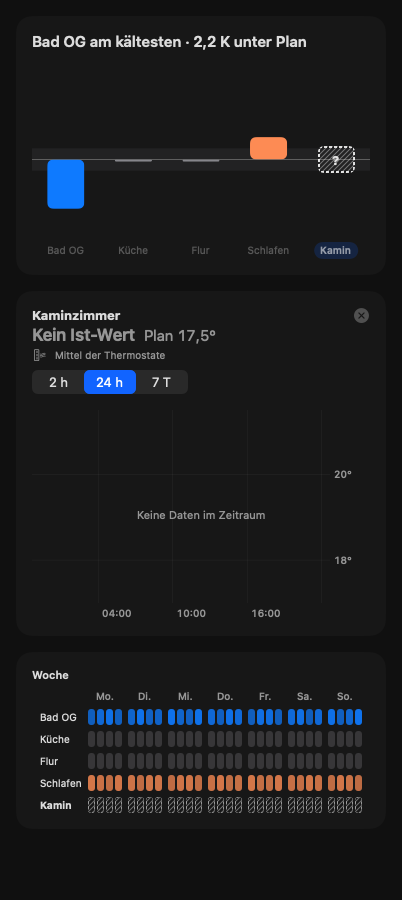 Bad OG am kältesten · 2,2 K unter Plan
?
Bad OG Küche Flur Schlafen Kamin
Kaminzimmer
Kein Ist-Wert Plan 17,5°
Mittel der Thermostate
2 h 24 h 7 T
20°
Keine Daten im Zeitraum
18°
04:00 10:00 16:00
Woche
Mo. Di. Mi. Do. Fr. Sa. So.
Bad OG
Küche
Flur
Schlafen
Kamin